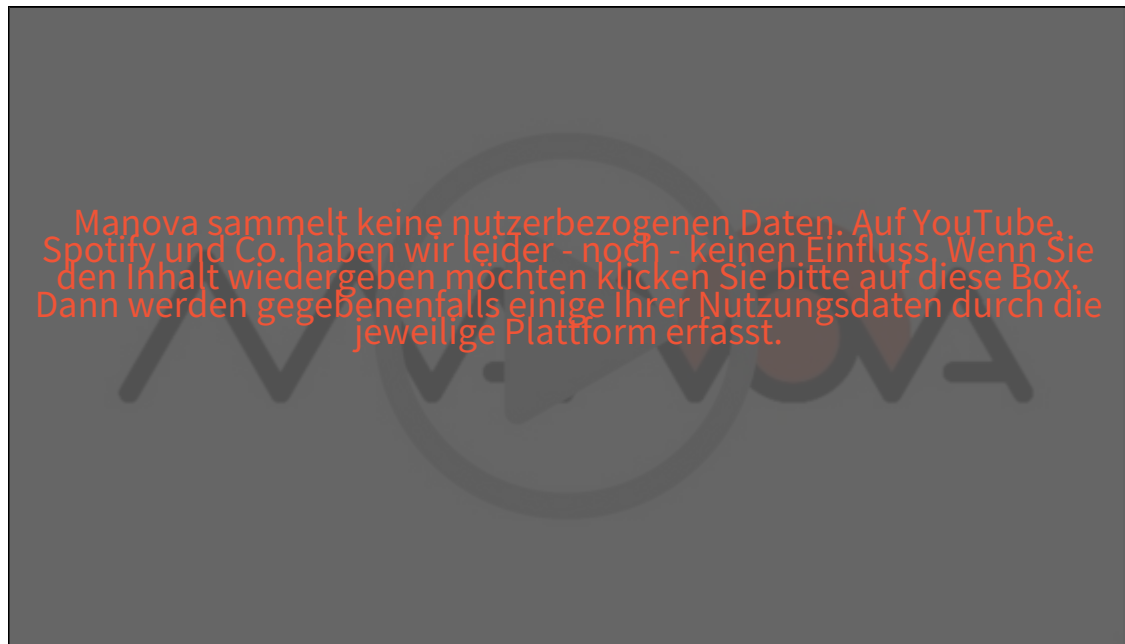 Manova sammelt keine nutzerbezogenen Daten. Auf YouTube,
Spotify und Co. haben wir leider - noch - keinen Einfluss. Wenn Sie
den Inhalt wiedergeben möchten klicken Sie bitte auf diese Box.
Dann werden gegebenenfalls einige Ihrer Nutzungsdaten durch die
jeweilige Plattform erfasst.
MANOVA